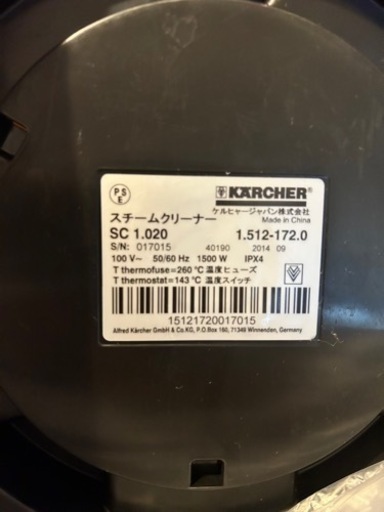 PS
E
KÄRCHER
ケルヒャージャパン株式会社
Made in China
スチームクリーナー
SC 1.020 1.512-172.0
S/N: 017015 40190 2014 09
100 V~ 50/60 Hz 1500 W IPX4
T thermofuse=260 ℃ 温度ヒューズ
T thermostat=143 ℃ 温度スイッチ
15121720017015
Alfred Kärcher GmbH & Co.KG, P.O.Box 160, 71349 Winnenden, Germany